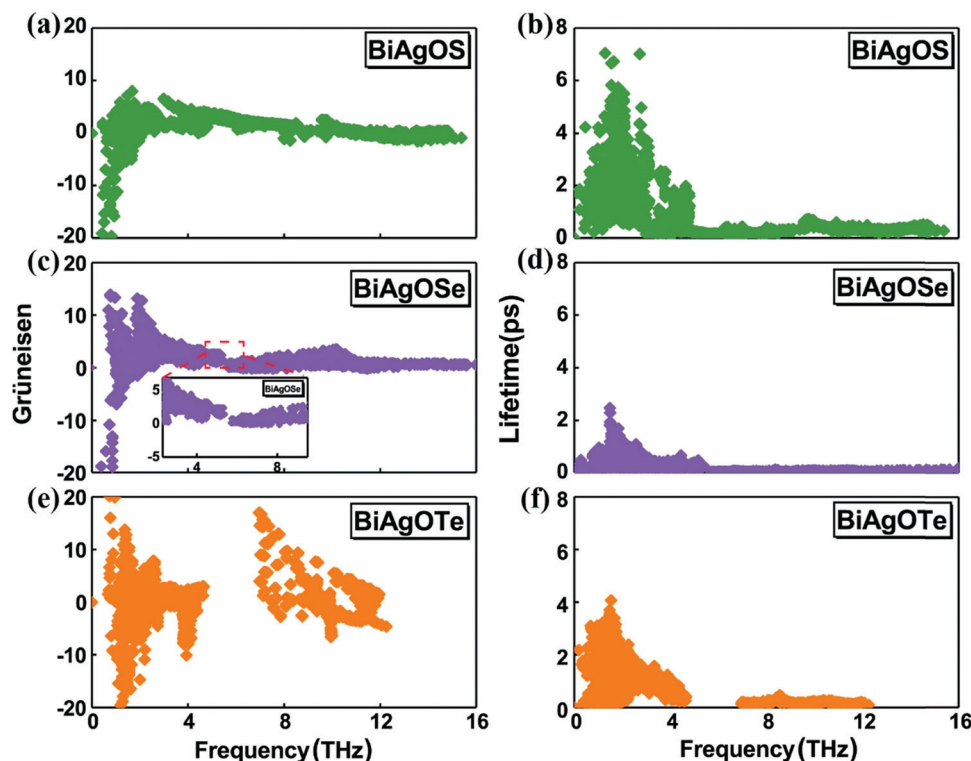 (a) BiAgOS
20
10
0
-10
-20
(b) BiAgOS
8
6
4
2
0
(c) BiAgOSe
20
10
0
-10
-20
BiAgOSe
5
0
-5
4 8
(d) BiAgOSe
8
6
4
2
0
(e) BiAgOTe
20
10
0
-10
-20
0 4 8 12 16
(f) BiAgOTe
8
6
4
2
0
0 4 8 12 16
Grüneisen
Lifetime(ps)
Frequency(THz)
Frequency(THz)